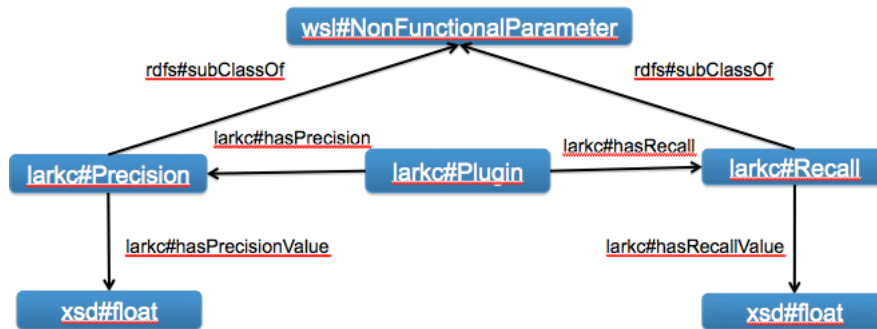 wsl#NonFunctionalParameter
rdfs#subClassOf
rdfs#subClassOf
larkc#hasPrecision
larkc#hasRecall
larkc#Precision
larkc#Plugin
larkc#Recall
larkc#hasPrecisionValue
larkc#hasRecallValue
xsd#float
xsd#float